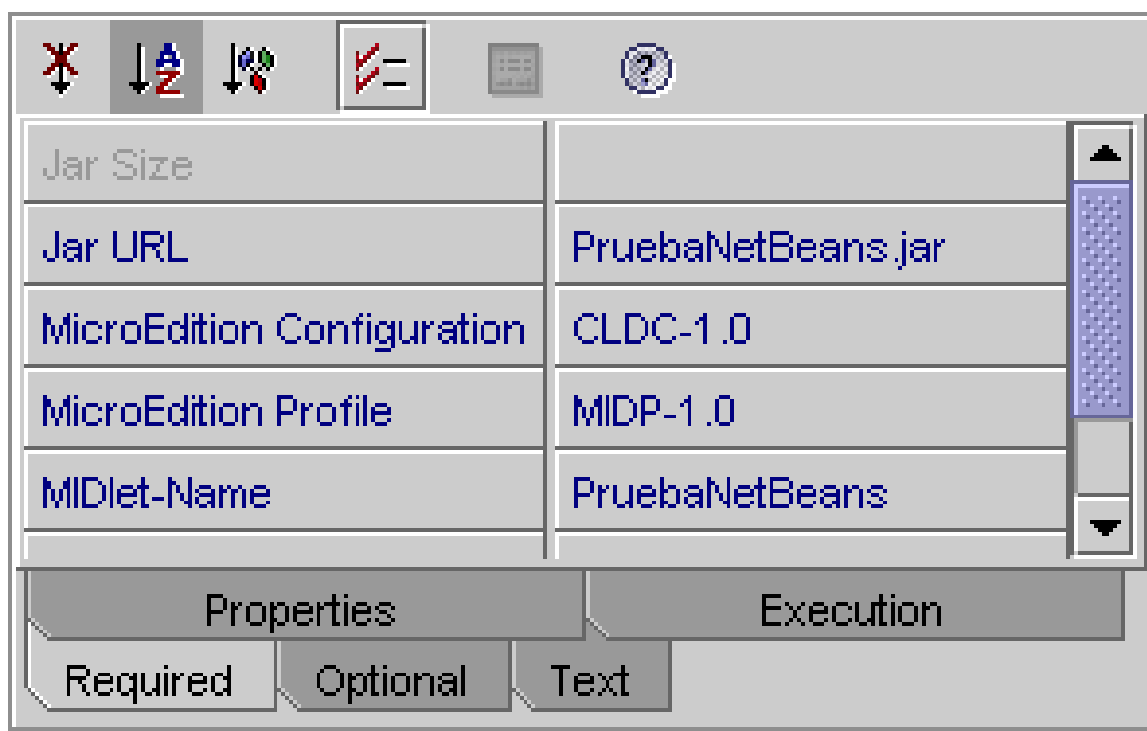 A
Z
?
Jar Size
Jar URL PruebaNetBeans.jar
MicroEdition Configuration CLDC-1.0
MicroEdition Profile MIDP-1.0
MIDlet-Name PruebaNetBeans
Properties Execution
Required Optional Text